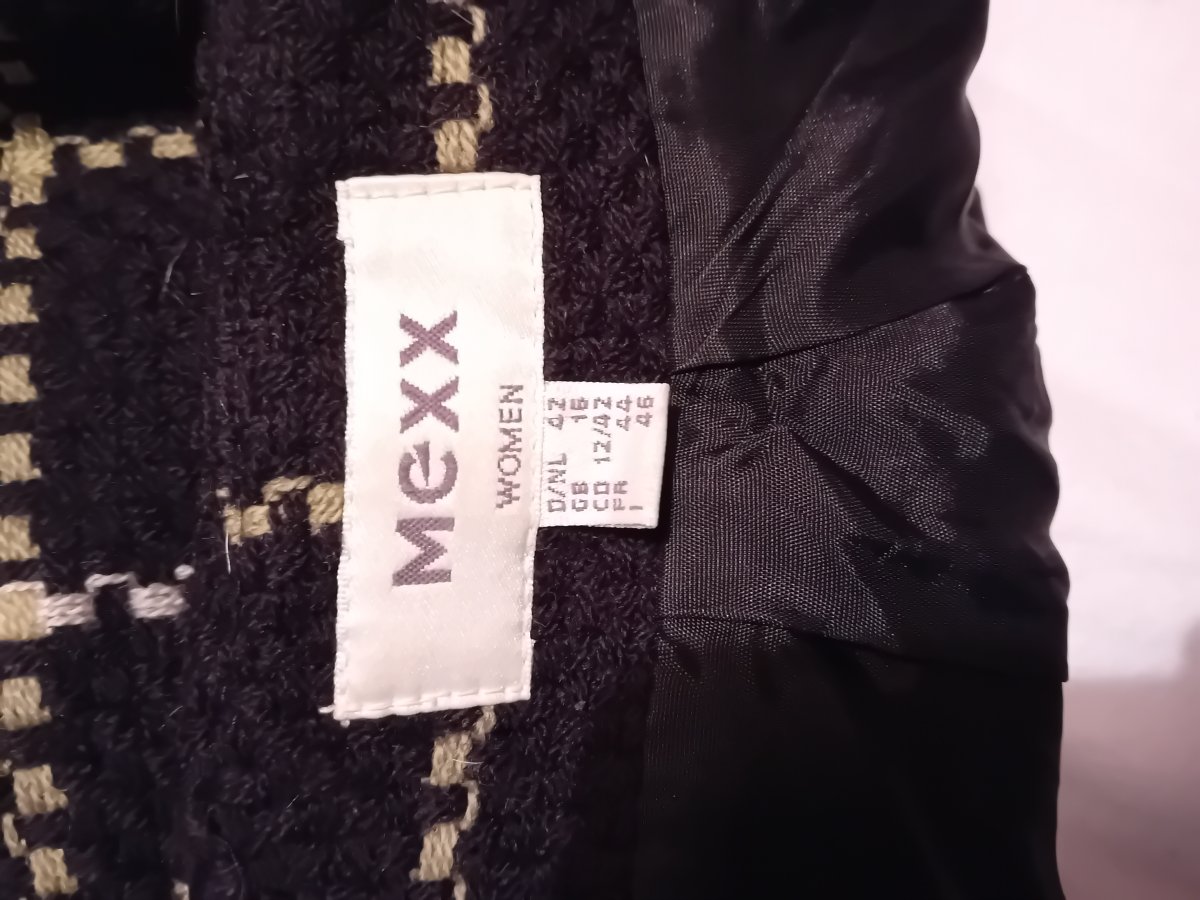 MEXX
WOMEN
D/NL 42
GB 16
CD 12/42
FR 44
I 46